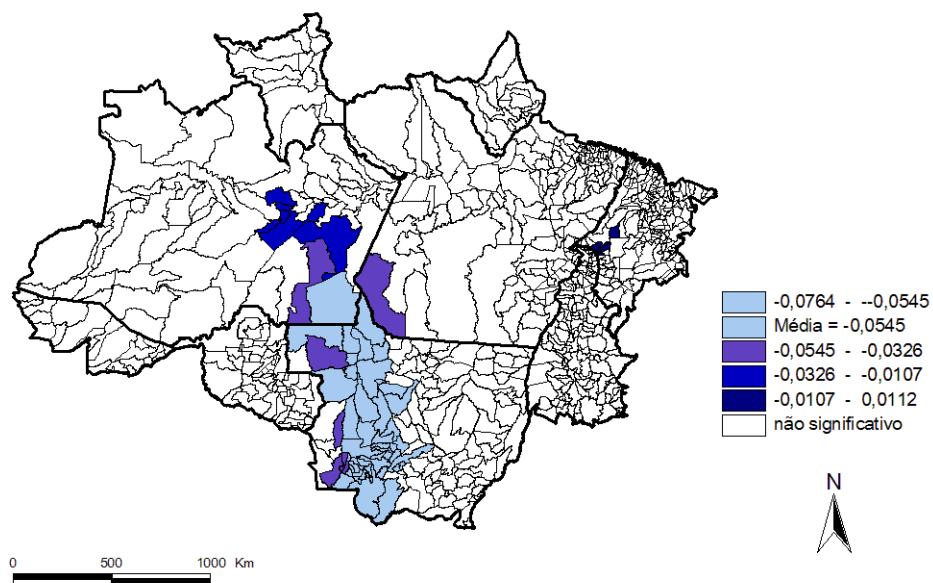 -0,0764 - --0,0545
Média = -0,0545
-0,0545 - -0,0326
-0,0326 - -0,0107
-0,0107 - 0,0112
não significativo
N
0 500 1000 Km